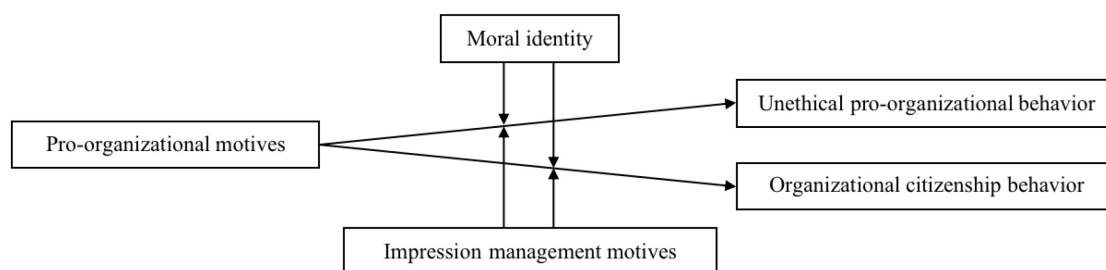 Moral identity
Unethical pro-organizational behavior
Pro-organizational motives
Organizational citizenship behavior
Impression management motives